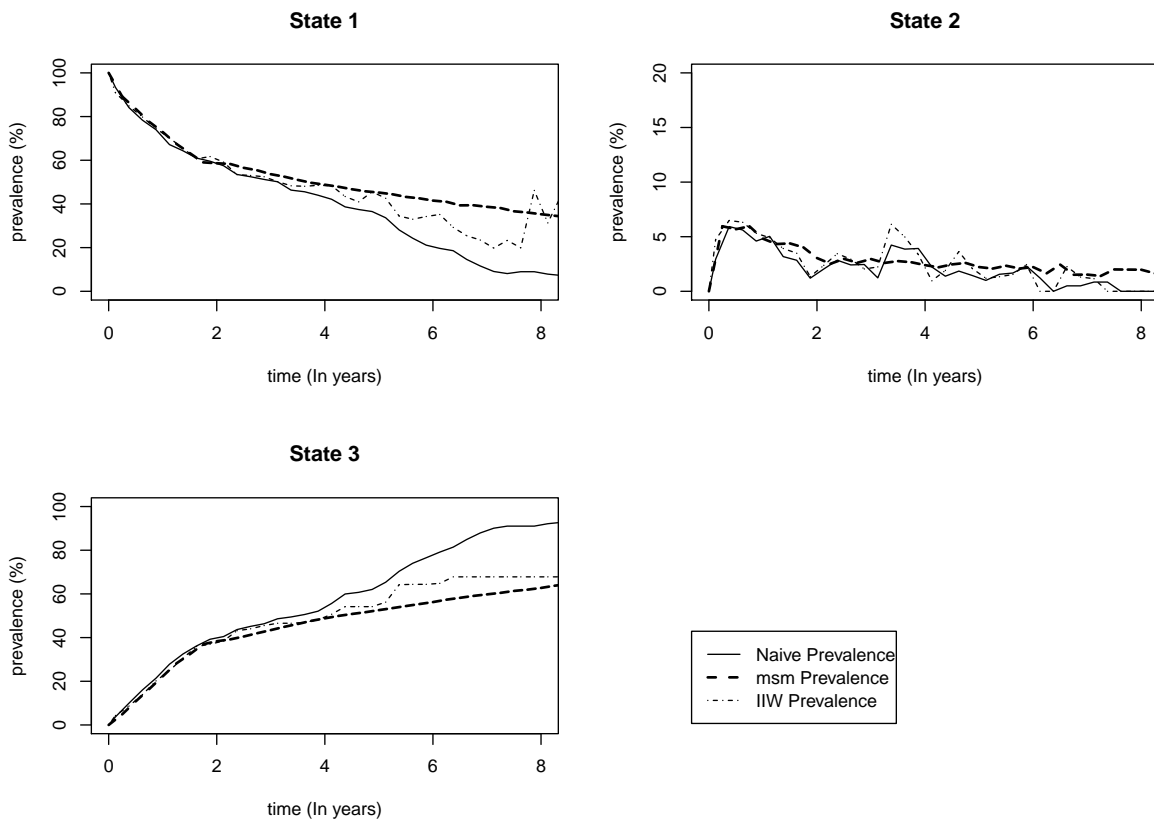 State 1
prevalence (%)
100
80
60
40
20
0
0 2 4 6 8
time (In years)
State 2
prevalence (%)
20
15
10
5
0
0 2 4 6 8
time (In years)
State 3
prevalence (%)
100
80
60
40
20
0
0 2 4 6 8
time (In years)
Naive Prevalence
msm Prevalence
IIW Prevalence